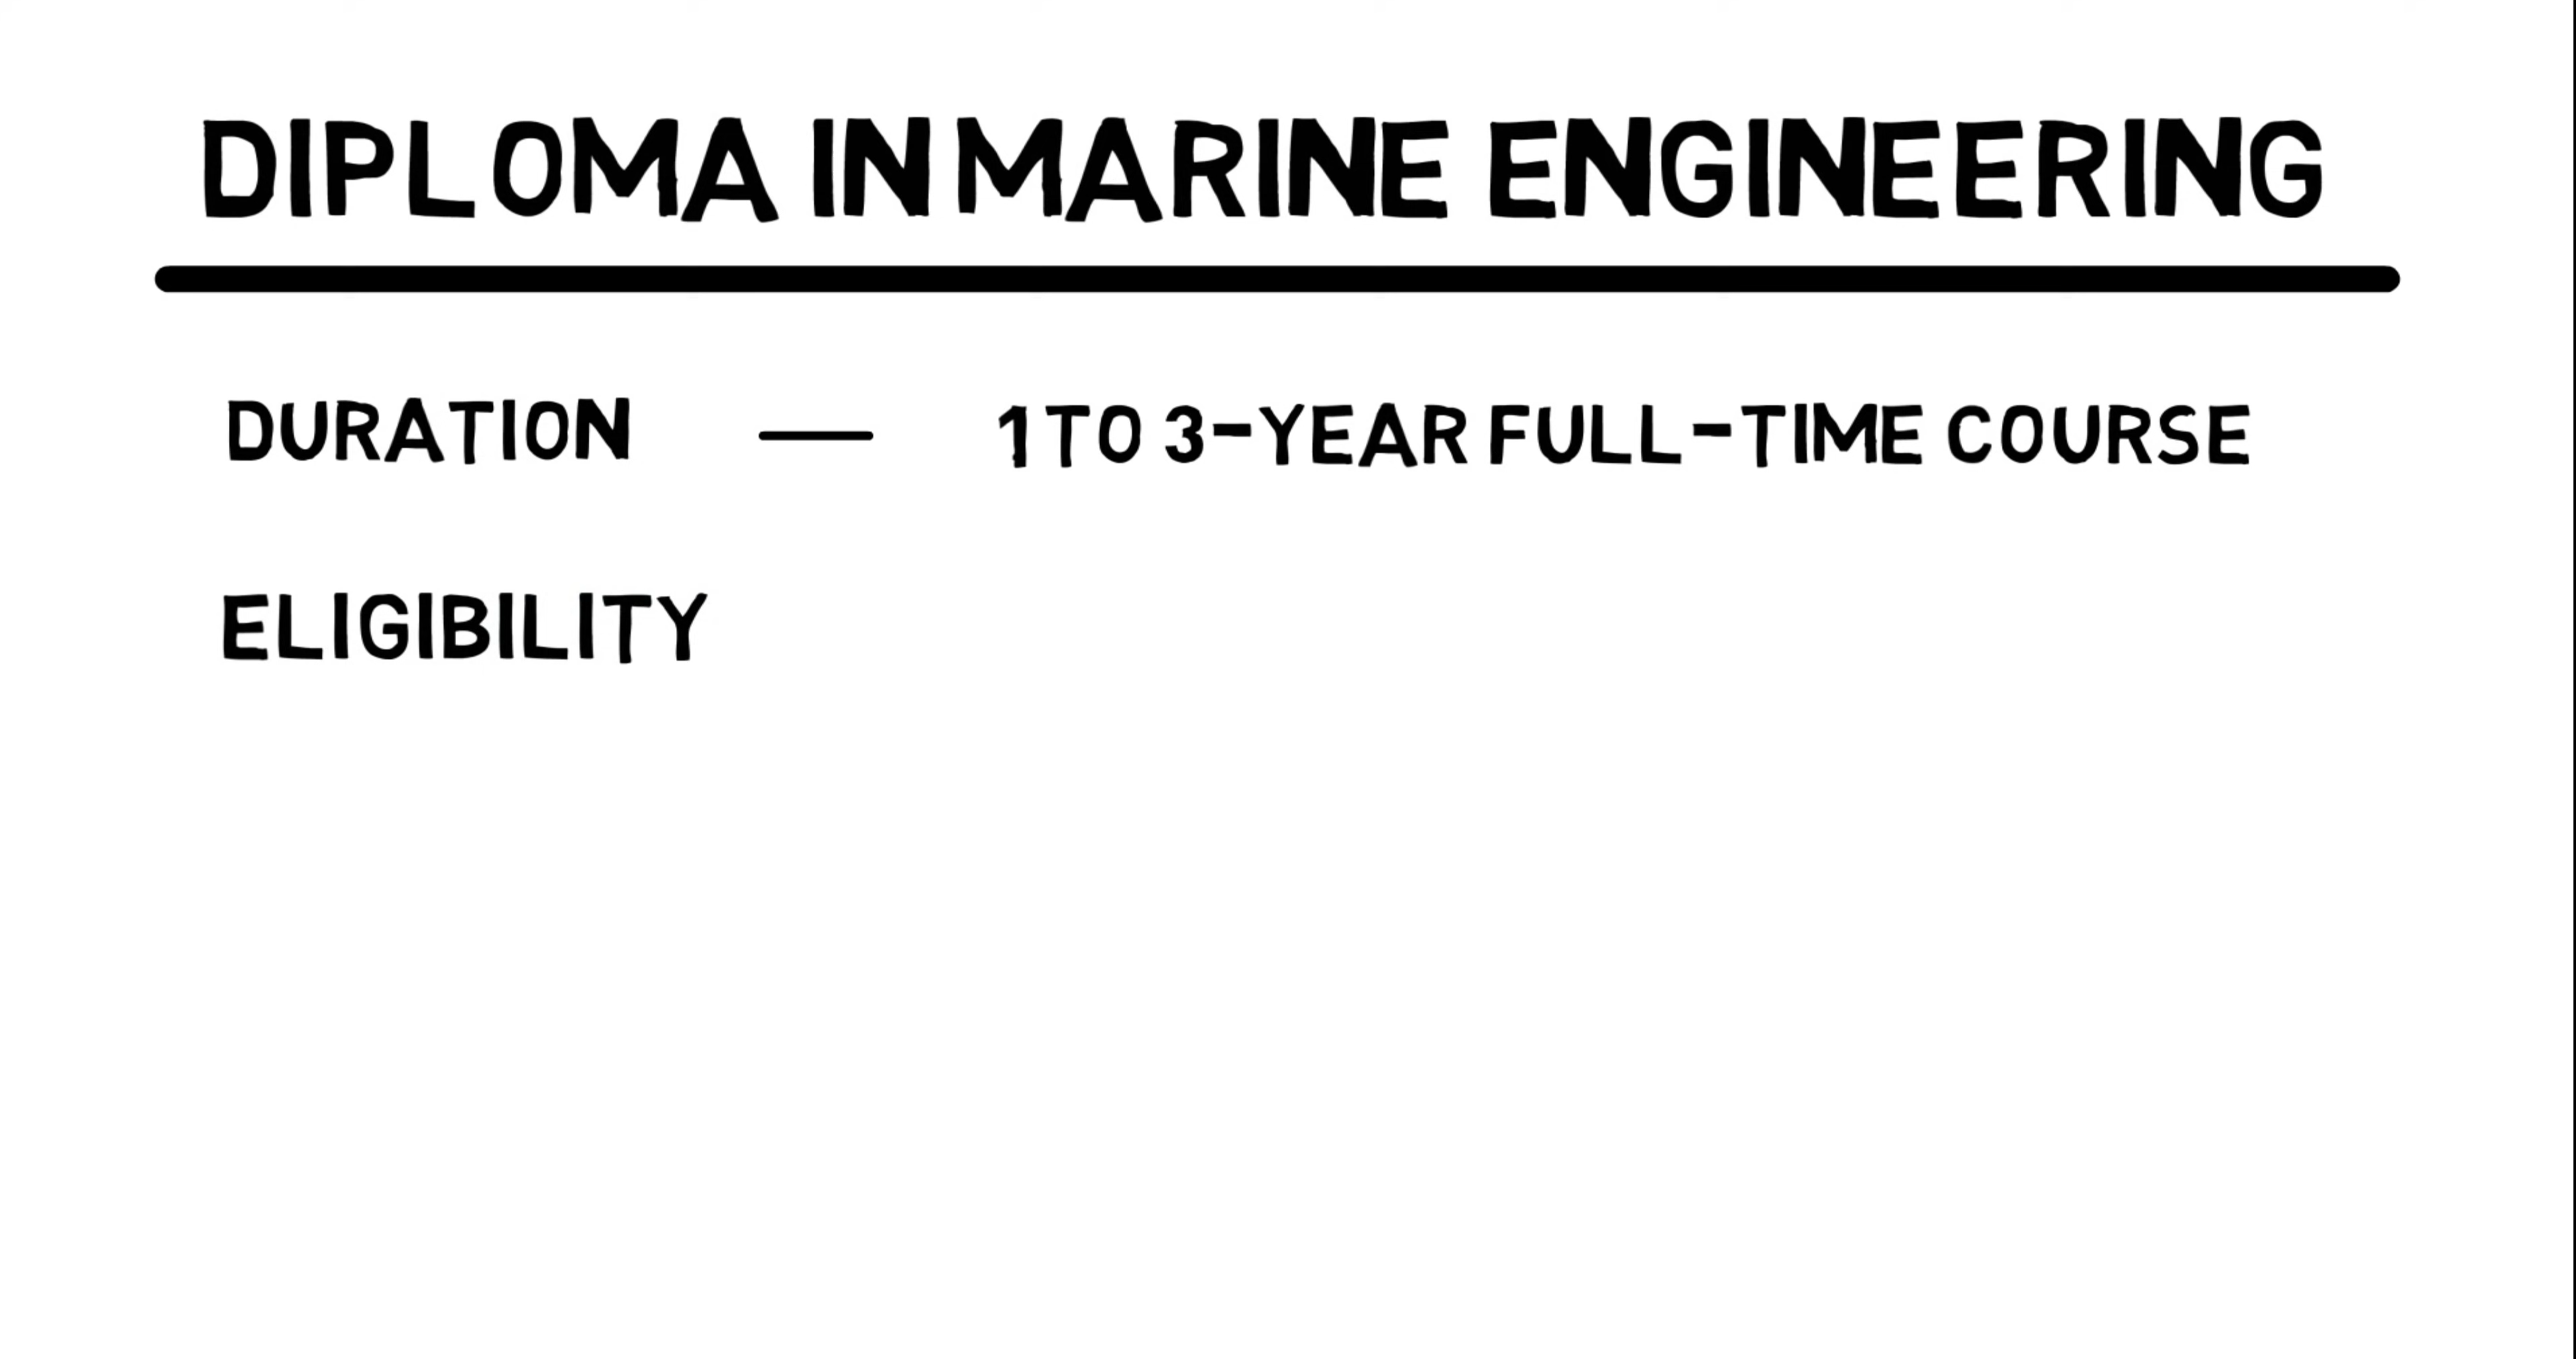 DIPLOMA IN MARINE ENGINEERING
DURATION — 1 TO 3-YEAR FULL-TIME COURSE
ELIGIBILITY